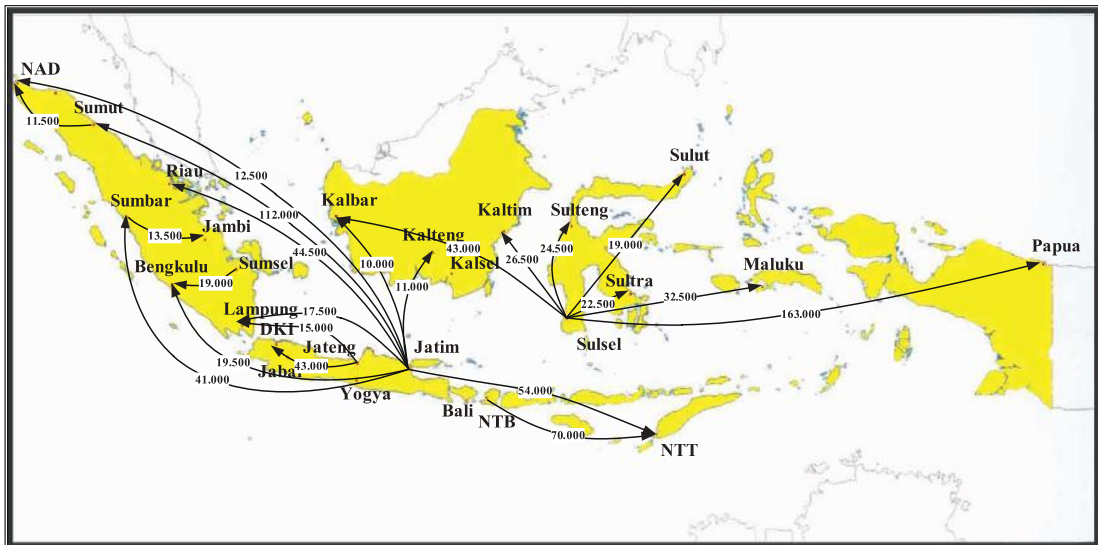 NAD
Sumut
11.500
Sulut
Riau
12.500
Sumbar
Kalbar
Kaltim
Sulteng
112.000
Jambi
13.500
Kalteng
43.000
24.500
19.000
Papua
44.500
26.500
Bengkulu
Sumsel
10.000
Kalsel
Maluku
19.000
11.000
Sultra
22.500
32.500
Lampung
17.500
163.000
DKI
15.000
Sulsel
Jateng
Jatim
19.500
43.000
41.000
Yogya
54.000
Bali
NTB
70.000
NTT